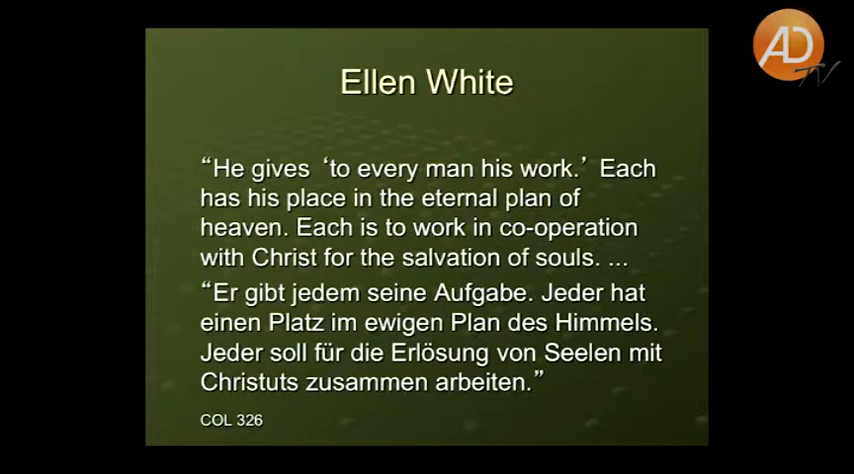 AD
TV
Ellen White
“He gives ‘to every man his work.’ Each
has his place in the eternal plan of
heaven. Each is to work in co-operation
with Christ for the salvation of souls. ...
“Er gibt jedem seine Aufgabe. Jeder hat
einen Platz im ewigen Plan des Himmels.
Jeder soll für die Erlösung von Seelen mit
Christuts zusammen arbeiten.”
COL 326